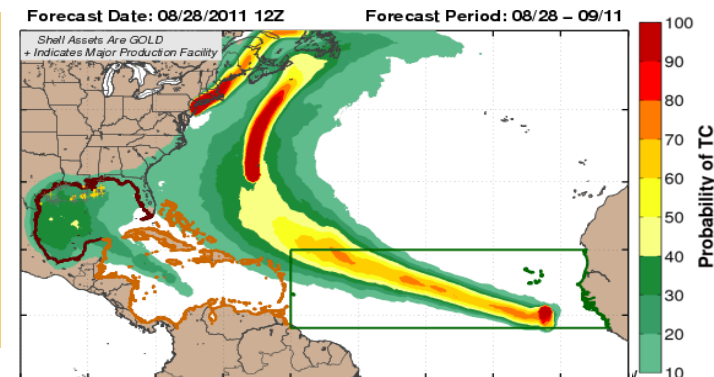 Forecast Date: 08/28/2011 12Z
Forecast Period: 08/28 – 09/11
Shell Assets Are GOLD
+ Indicates Major Production Facility
100
90
80
70
60
50
40
30
20
10
Probability of TC